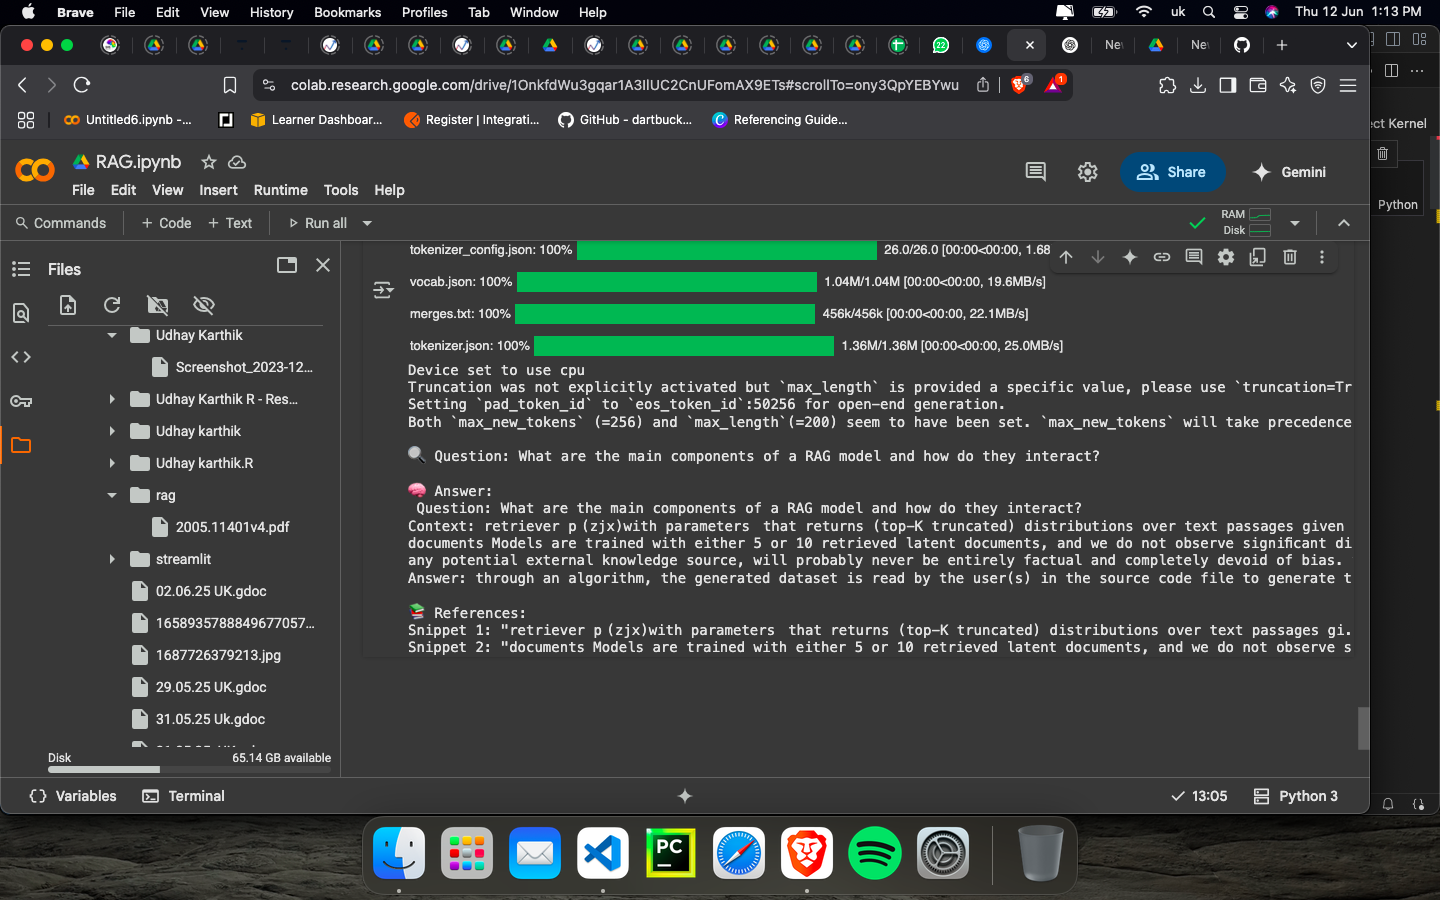 Brave File Edit View History Bookmarks Profiles Tab Window Help uk Thu 12 Jun 1:13 PM
22 Nev Nev
colab.research.google.com/drive/1OnkfdWu3gqar1A3IlUC2CnUFomAX9ETs#scrollTo=ony3QpYEBYwu 6 1
Untitled6.ipynb -... Learner Dashboar... Register | Integrati... GitHub - dartbuck... Referencing Guide...
ect Kernel
RAG.ipynb
File Edit View Insert Runtime Tools Help
Share Gemini
Python
Commands + Code + Text Run all
RAM
Disk
Files
Udhay Karthik
Screenshot_2023-12...
Udhay Karthik R - Res...
Udhay karthik
Udhay karthik.R
rag
2005.11401v4.pdf
streamlit
02.06.25 UK.gdoc
1658935788849677057...
1687726379213.jpg
29.05.25 UK.gdoc
31.05.25 Uk.gdoc
Disk 65.14 GB available
tokenizer_config.json: 100% 26.0/26.0 [00:00<00:00, 1.68
vocab.json: 100% 1.04M/1.04M [00:00<00:00, 19.6MB/s]
merges.txt: 100% 456k/456k [00:00<00:00, 22.1MB/s]
tokenizer.json: 100% 1.36M/1.36M [00:00<00:00, 25.0MB/s]
Device set to use cpu
Truncation was not explicitly activated but `max_length` is provided a specific value, please use `truncation=Tr
Setting `pad_token_id` to `eos_token_id`:50256 for open-end generation.
Both `max_new_tokens` (=256) and `max_length`(=200) seem to have been set. `max_new_tokens` will take precedence
🔍 Question: What are the main components of a RAG model and how do they interact?
🧠 Answer:
Question: What are the main components of a RAG model and how do they interact?
Context: retriever p (zjx)with parameters that returns (top-K truncated) distributions over text passages given
documents Models are trained with either 5 or 10 retrieved latent documents, and we do not observe significant di
any potential external knowledge source, will probably never be entirely factual and completely devoid of bias.
Answer: through an algorithm, the generated dataset is read by the user(s) in the source code file to generate t
📚 References:
Snippet 1: "retriever p (zjx)with parameters that returns (top-K truncated) distributions over text passages gi.
Snippet 2: "documents Models are trained with either 5 or 10 retrieved latent documents, and we do not observe s
Variables Terminal 13:05 Python 3
PC